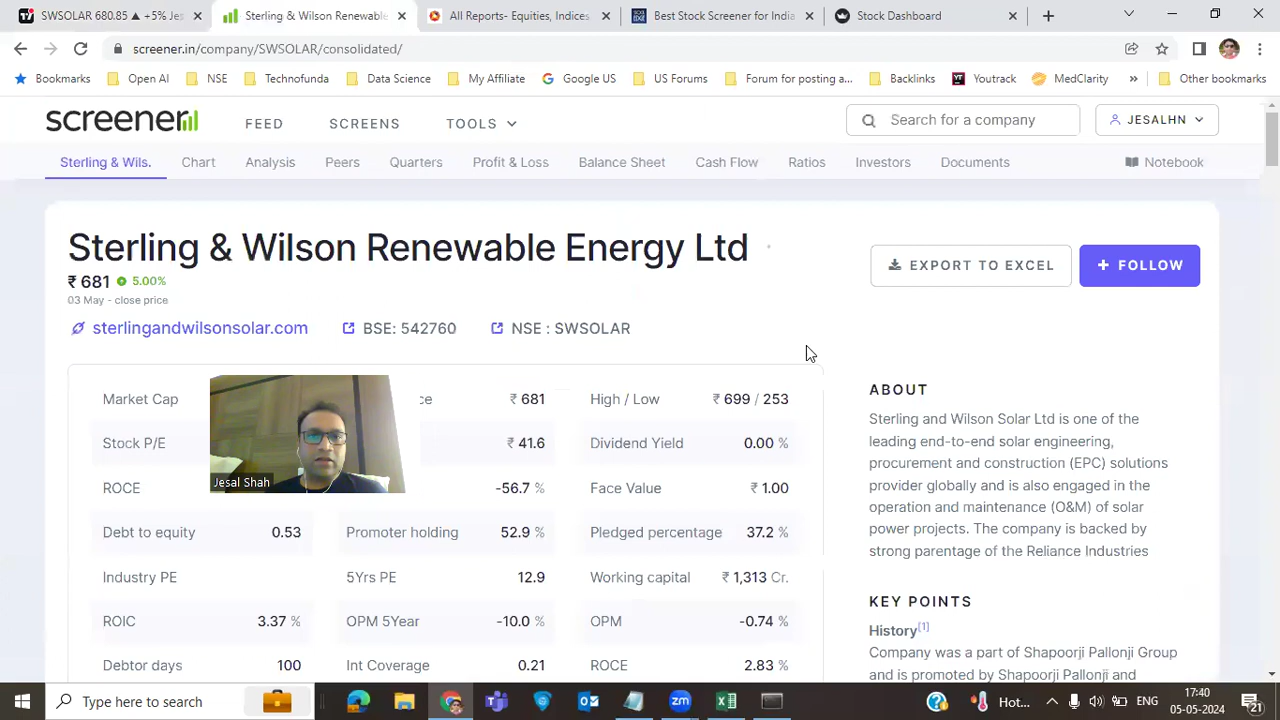 SWSOLAR 680.85 ▲ +5% Je
Sterling & Wilson Renewable
All Reports- Equities, Indices
Best Stock Screener for India
Stock Dashboard
screener.in/company/SWSOLAR/consolidated/
Bookmarks
Open AI
NSE
Technofunda
Data Science
My Affiliate
Google US
US Forums
Forum for posting a...
Backlinks
Youtrack
MedClarity
»
Other bookmarks
screener
FEED
SCREENS
TOOLS
Search for a company
JESALHN
Sterling & Wils.
Chart
Analysis
Peers
Quarters
Profit & Loss
Balance Sheet
Cash Flow
Ratios
Investors
Documents
Notebook
Sterling & Wilson Renewable Energy Ltd
EXPORT TO EXCEL
+ FOLLOW
₹ 681 5.00%
03 May - close price
sterlingandwilsonsolar.com
BSE: 542760
NSE : SWSOLAR
Market Cap
ce ₹ 681
High / Low ₹ 699 / 253
Stock P/E
₹ 41.6
Dividend Yield 0.00 %
ROCE
-56.7 %
Face Value ₹ 1.00
Debt to equity 0.53
Promoter holding 52.9 %
Pledged percentage 37.2 %
Industry PE
5Yrs PE 12.9
Working capital ₹ 1,313 Cr.
ROIC 3.37 %
OPM 5Year -10.0 %
OPM -0.74 %
Debtor days 100
Int Coverage 0.21
ROCE 2.83 %
Jesal Shah
ABOUT
Sterling and Wilson Solar Ltd is one of the
leading end-to-end solar engineering,
procurement and construction (EPC) solutions
provider globally and is also engaged in the
operation and maintenance (O&M) of solar
power projects. The company is backed by
strong parentage of the Reliance Industries
KEY POINTS
History[1]
Company was a part of Shapoorji Pallonji Group
and is promoted by Shapoorji Pallonji and
Type here to search
Hot...
ENG
17:40
05-05-2024
21